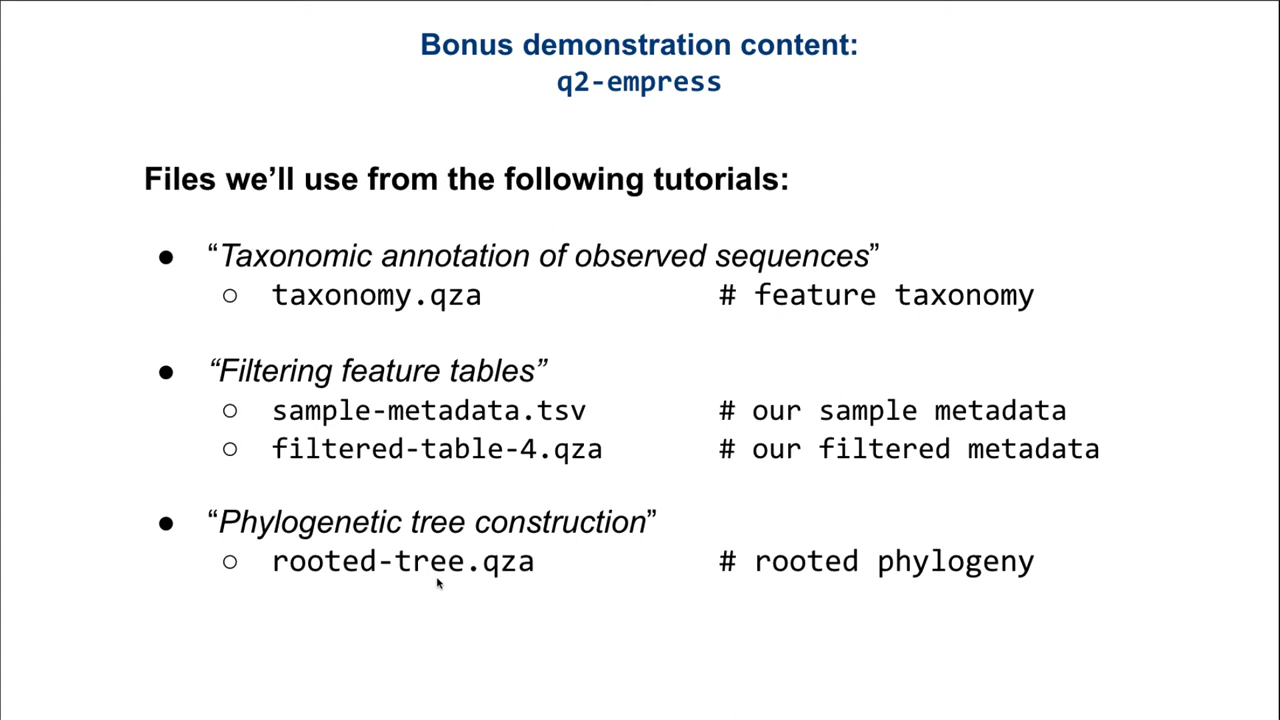 Bonus demonstration content:
q2-empress
Files we’ll use from the following tutorials:
● “Taxonomic annotation of observed sequences”
○ taxonomy.qza # feature taxonomy
● “Filtering feature tables”
○ sample-metadata.tsv # our sample metadata
○ filtered-table-4.qza # our filtered metadata
● “Phylogenetic tree construction”
○ rooted-tree.qza # rooted phylogeny